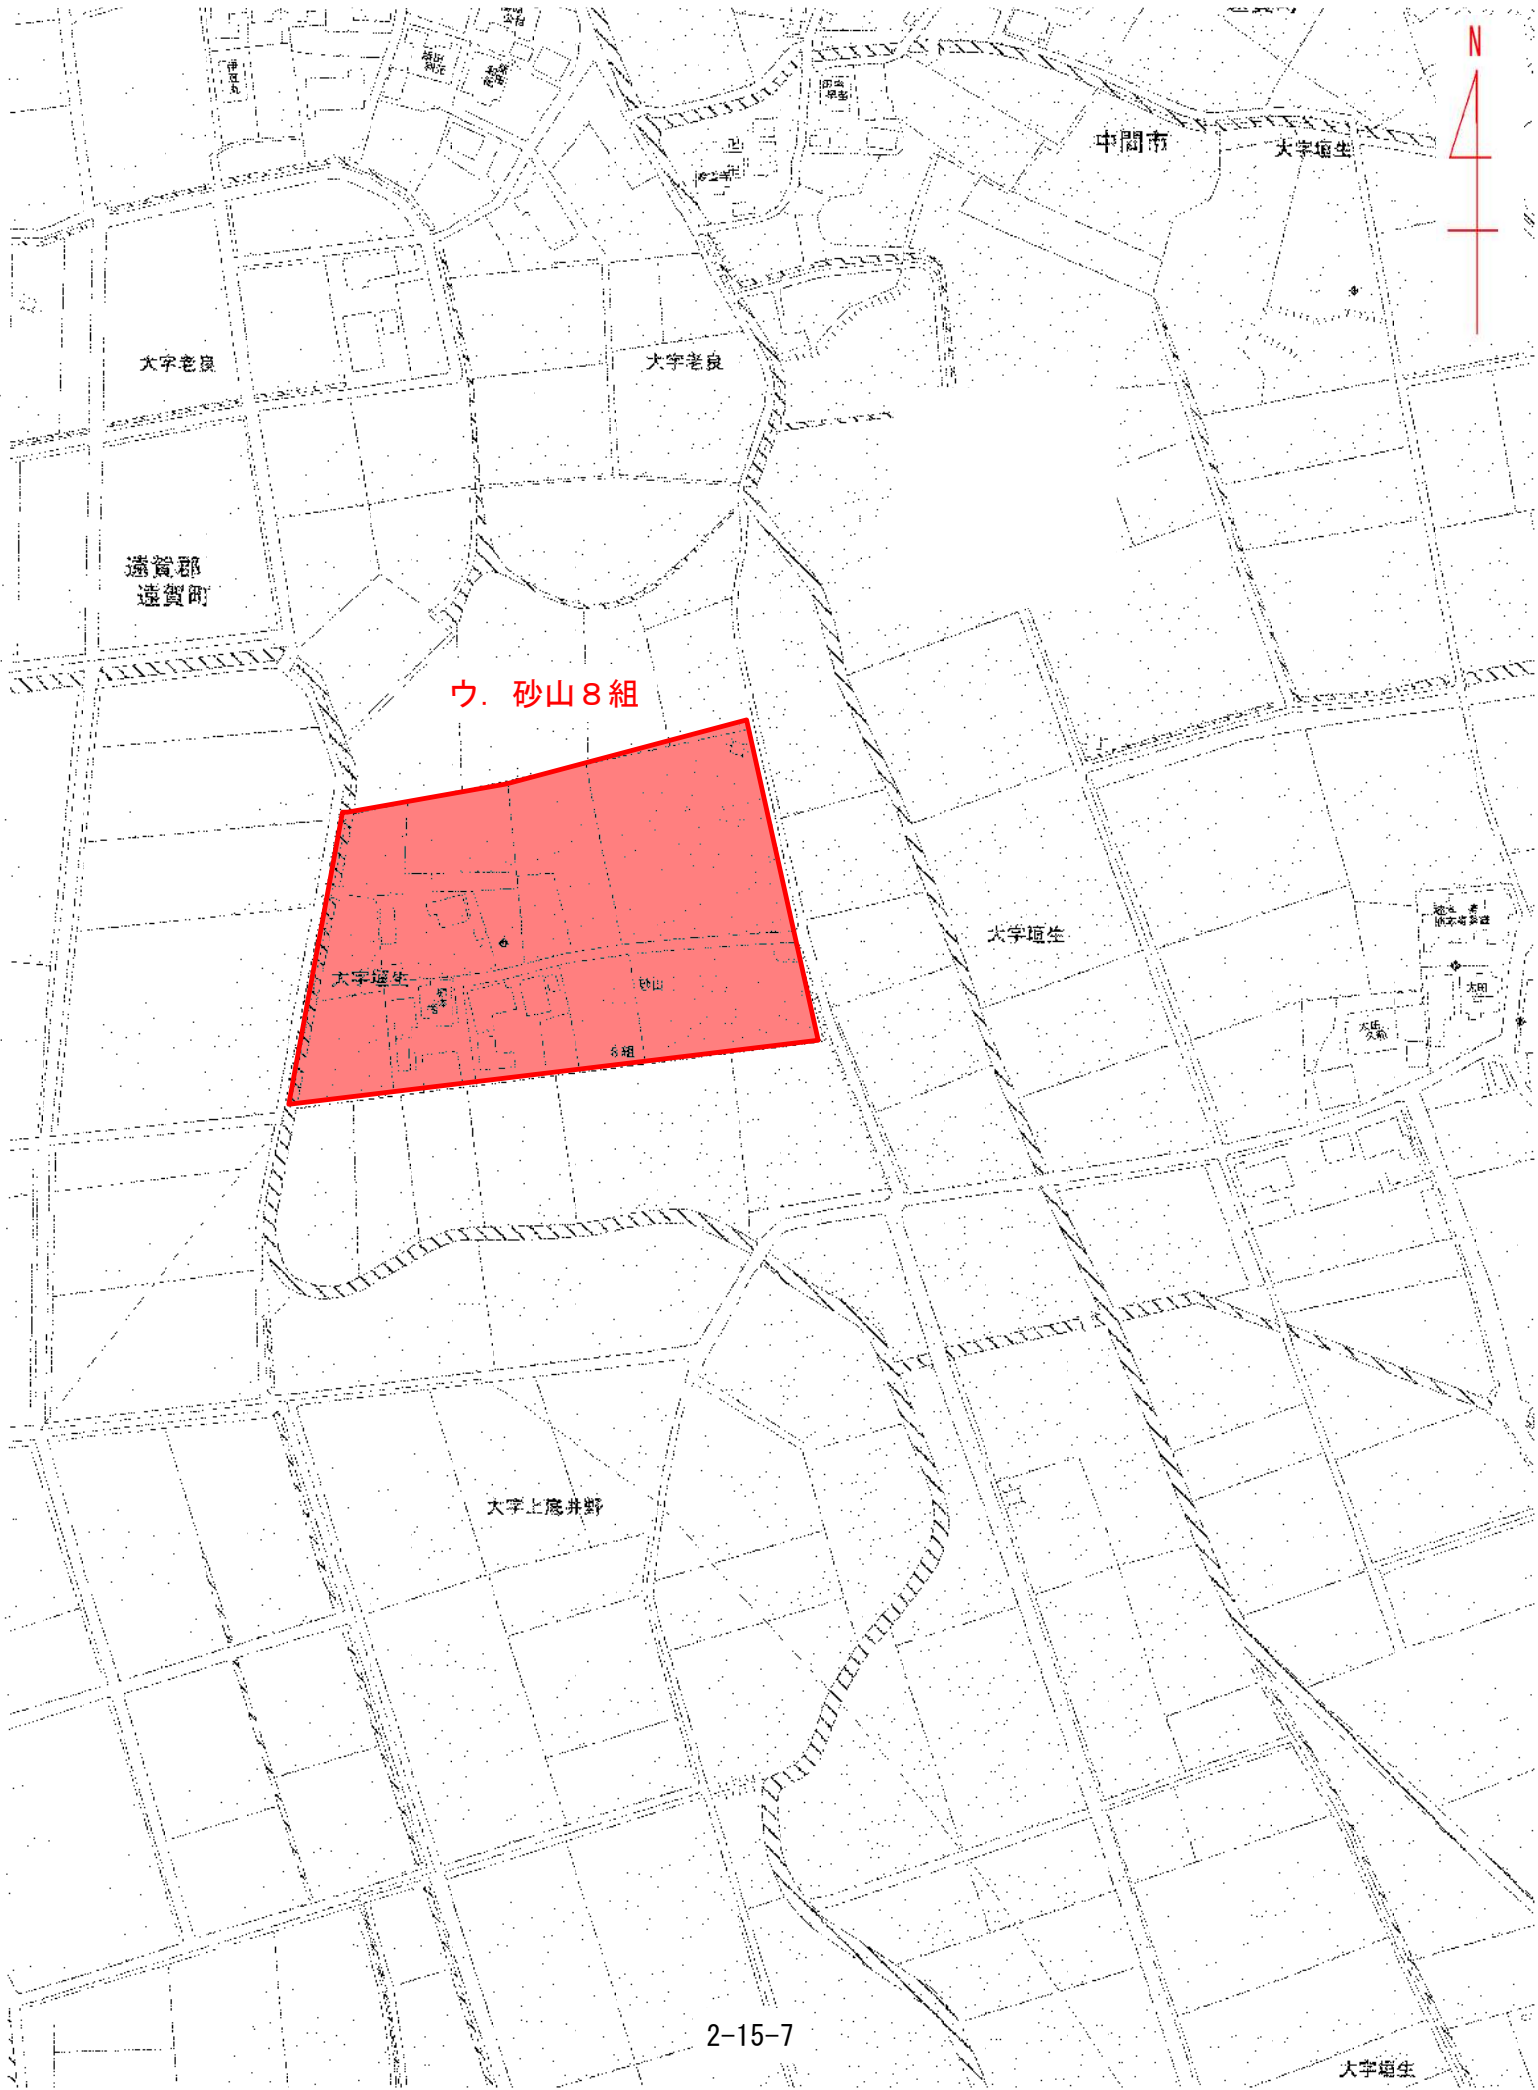 N
中間市
大字垣生
大字老良
大字老良
遠賀郡
遠賀町
ウ．砂山８組
大字垣生
大字垣生
砂山
太田
8組
大字上底井野
2-15-7
大字垣生